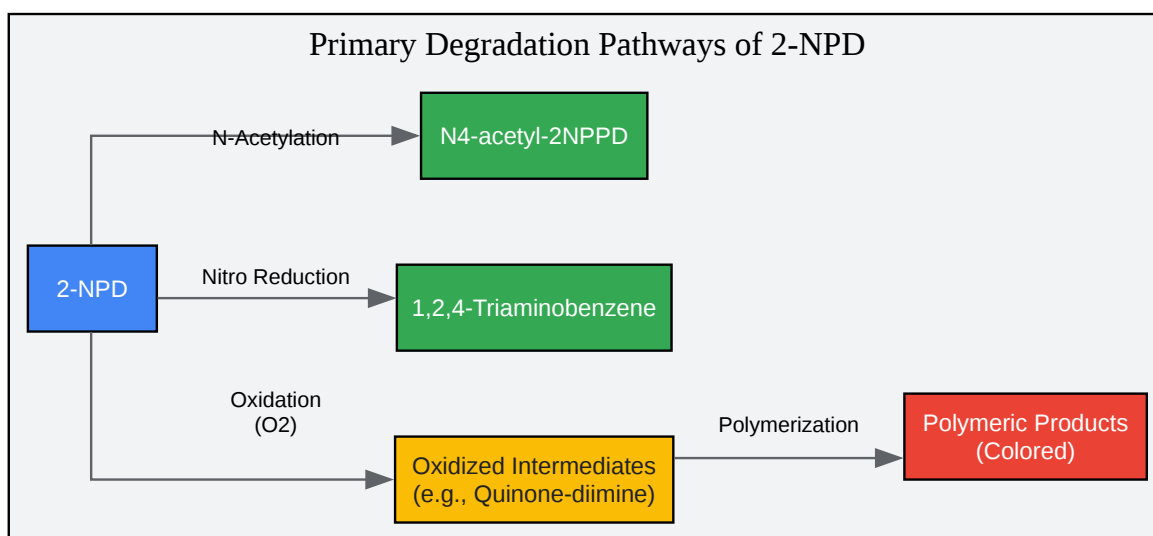 Primary Degradation Pathways of 2-NPD
N-Acetylation
N4-acetyl-2NPPD
2-NPD
Nitro Reduction
1,2,4-Triaminobenzene
Oxidation
(O2)
Oxidized Intermediates
(e.g., Quinone-diimine)
Polymerization
Polymeric Products
(Colored)